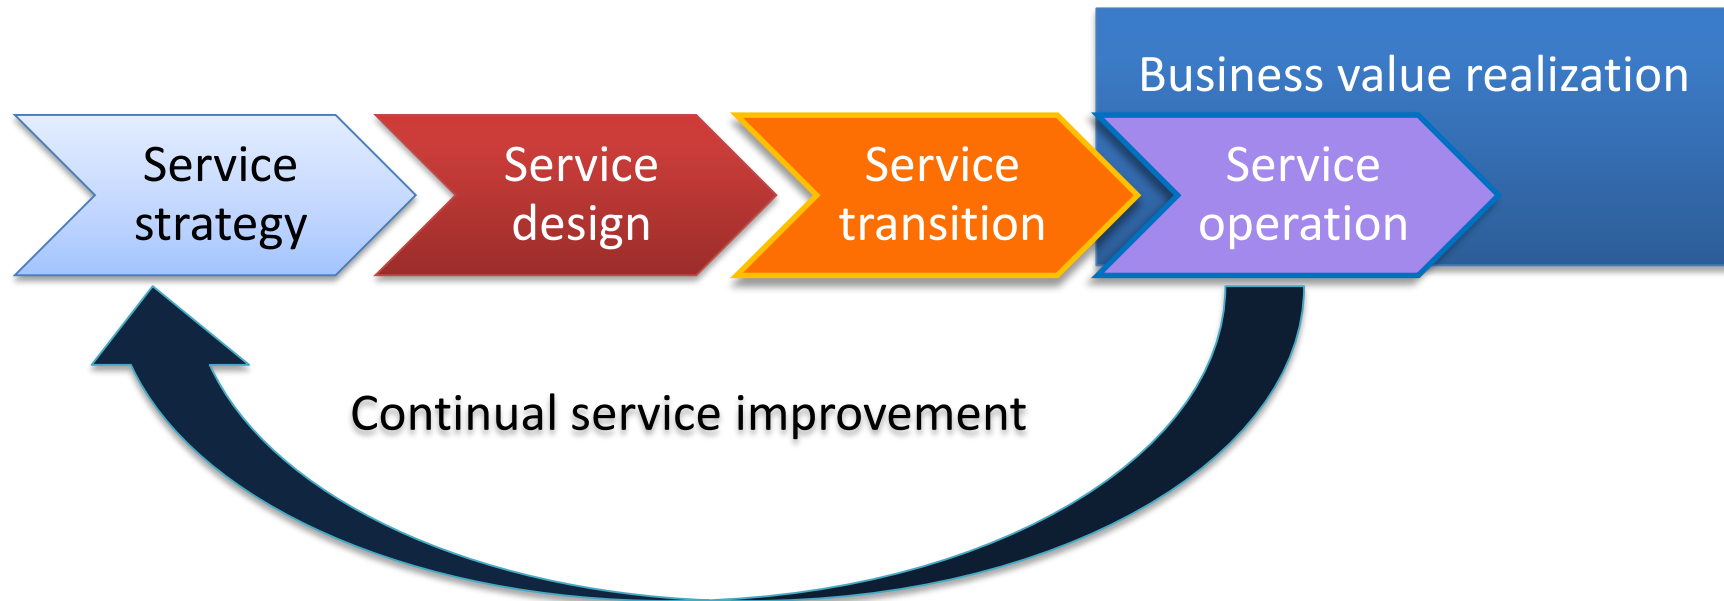 Business value realization
Service
strategy
Service
design
Service
transition
Service
operation
Continual service improvement